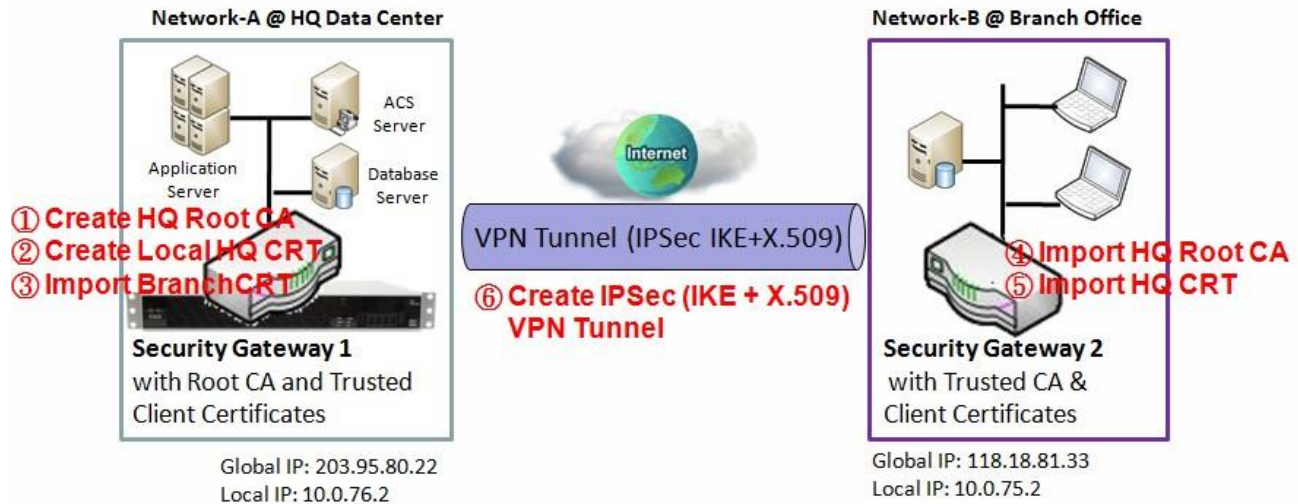 Network-A @ HQ Data Center
Network-B @ Branch Office
ACS
Server
Application
Server
Database
Server
① Create HQ Root CA
② Create Local HQ CRT
③ Import BranchCRT
Security Gateway 1
with Root CA and Trusted
Client Certificates
Global IP: 203.95.80.22
Local IP: 10.0.76.2
Internet
VPN Tunnel (IPSec IKE+X.509)
⑥ Create IPSec (IKE + X.509)
VPN Tunnel
④ Import HQ Root CA
⑤ Import HQ CRT
Security Gateway 2
with Trusted CA &
Client Certificates
Global IP: 118.18.81.33
Local IP: 10.0.75.2